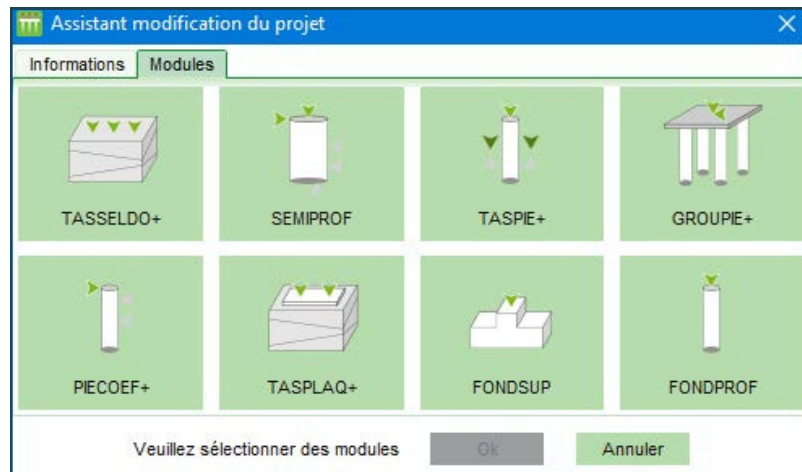 Assistant modification du projet
Informations Modules
TASSELDO+ SEMIPROF TASPIE+ GROUPIE+
PIECOEF+ TASPLAQ+ FONDSUP FONDPROF
Veuillez sélectionner des modules Ok Annuler